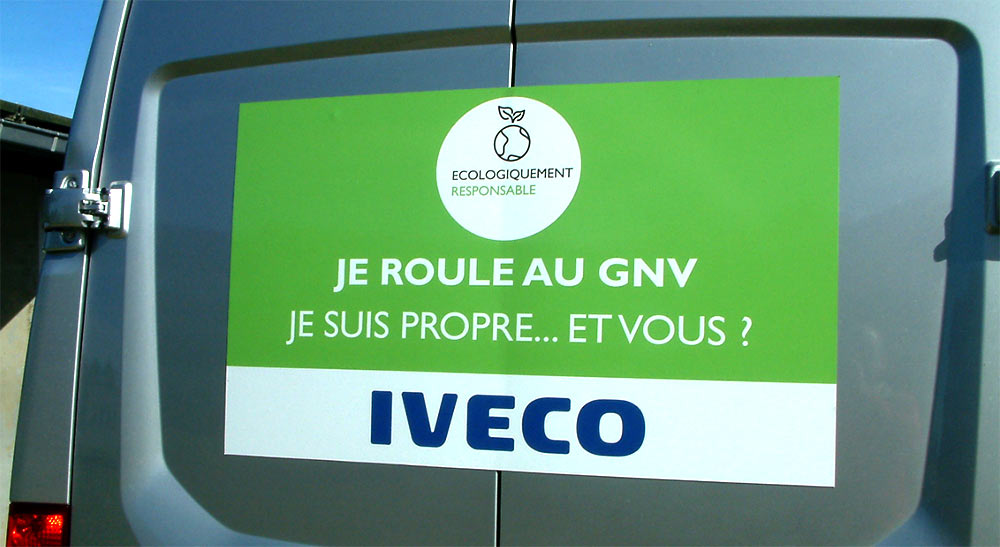 ECOLOGIQUEMENT
RESPONSABLE
JE ROULE AU GNV
JE SUIS PROPRE... ET VOUS ?
IVECO